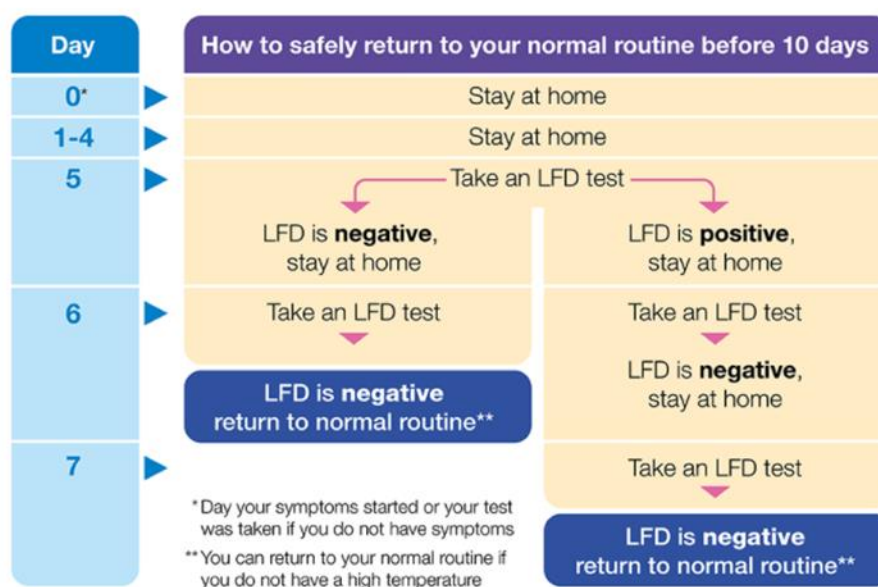 Day
How to safely return to your normal routine before 10 days
0*
Stay at home
1-4
Stay at home
5
Take an LFD test
LFD is negative,
stay at home
LFD is positive,
stay at home
6
Take an LFD test
Take an LFD test
LFD is negative
return to normal routine**
LFD is negative,
stay at home
7
Take an LFD test
* Day your symptoms started or your test
was taken if you do not have symptoms
** You can return to your normal routine if
you do not have a high temperature
LFD is negative
return to normal routine**